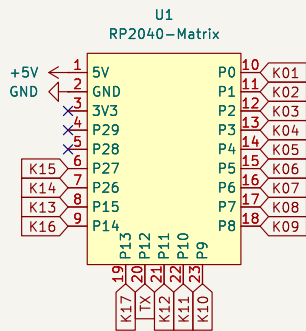 U1
RP2040-Matrix
+5V 1 5V P0 10 K01
GND 2 GND P1 11 K02
3 3V3 P2 12 K03
4 P29 P3 13 K04
5 P28 P4 14 K05
K15 6 P27 P5 15 K06
K14 7 P26 P6 16 K07
K13 8 P15 P7 17 K08
K16 9 P14 P8 18 K09
P13 P12 P11 P10 P9
19 20 21 22 23
K17 TX K12 K11 K10